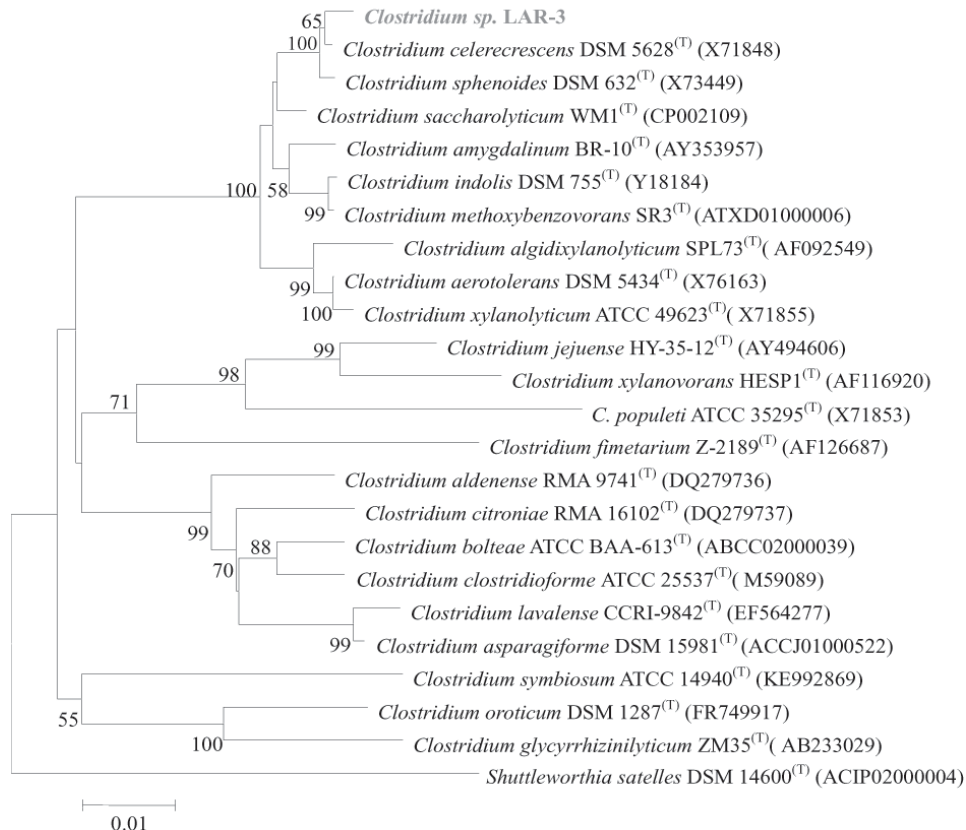 Clostridium sp. LAR-3
65
100
Clostridium celerecrescens DSM 5628(T) (X71848)
Clostridium sphenoides DSM 632(T) (X73449)
Clostridium saccharolyticum WM1(T) (CP002109)
Clostridium amygdalinum BR-10(T) (AY353957)
100
58
Clostridium indolis DSM 755(T) (Y18184)
99
Clostridium methoxybenzovorans SR3(T) (ATXD01000006)
Clostridium algidixylanolyticum SPL73(T)( AF092549)
99
Clostridium aerotolerans DSM 5434(T) (X76163)
100
Clostridium xylanolyticum ATCC 49623(T)( X71855)
99
Clostridium jejuense HY-35-12(T) (AY494606)
98
Clostridium xylanovorans HESP1(T) (AF116920)
71
C. populeti ATCC 35295(T) (X71853)
Clostridium fimetarium Z-2189(T) (AF126687)
Clostridium aldenense RMA 9741(T) (DQ279736)
99
Clostridium citroniae RMA 16102(T) (DQ279737)
88
Clostridium bolteae ATCC BAA-613(T) (ABCC02000039)
70
Clostridium clostridioforme ATCC 25537(T)( M59089)
Clostridium lavalense CCRI-9842(T) (EF564277)
99
Clostridium asparagiforme DSM 15981(T) (ACCJ01000522)
Clostridium symbiosum ATCC 14940(T) (KE992869)
55
Clostridium oroticum DSM 1287(T) (FR749917)
100
Clostridium glycyrrhizinilyticum ZM35(T)( AB233029)
Shuttleworthia satelles DSM 14600(T) (ACIP02000004)
0.01